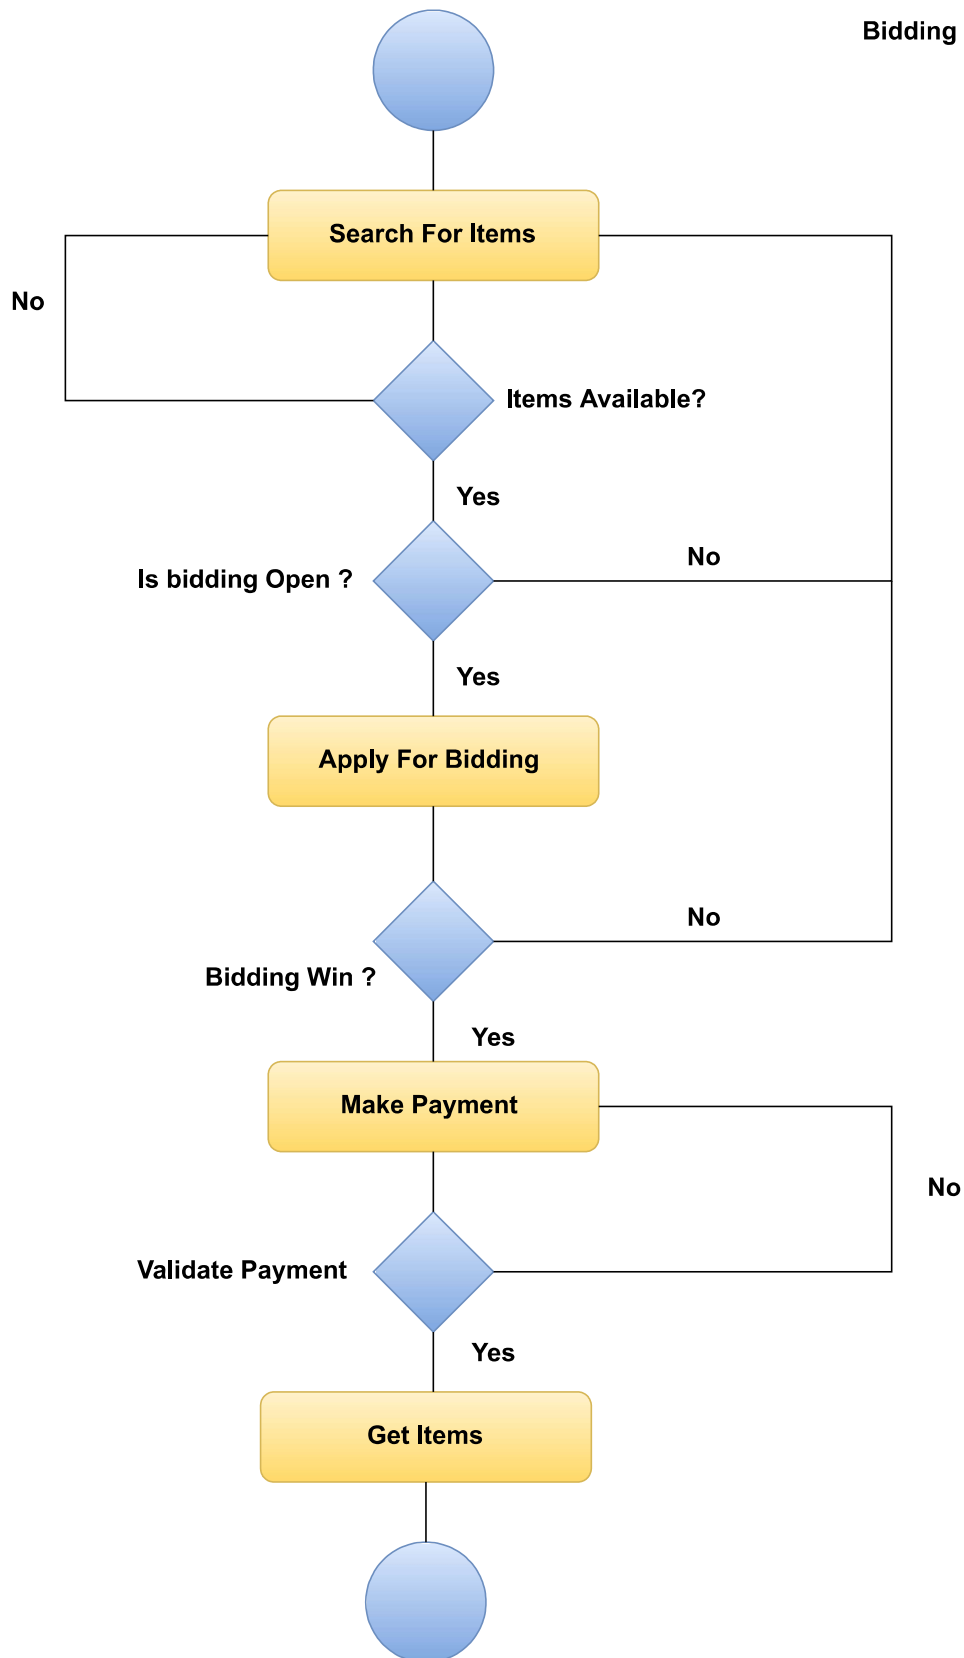 Bidding
Search For Items
No
Items Available?
Yes
Is bidding Open ?
No
Yes
Apply For Bidding
No
Bidding Win ?
Yes
Make Payment
No
Validate Payment
Yes
Get Items